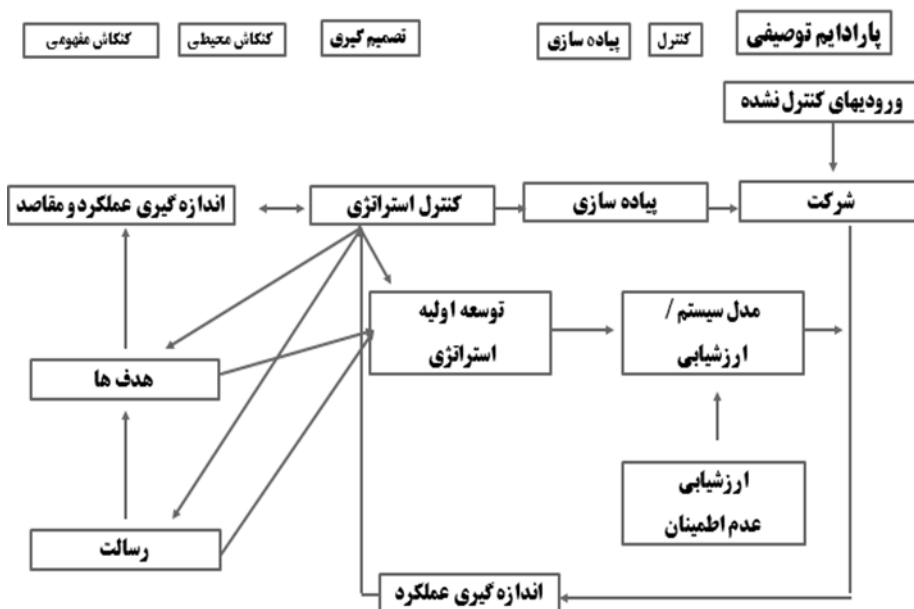 پارادایم توصیفی
کنترل
پیاده سازی
تصمیم گیری
کنکاش محیطی
کنکاش مفهومی
ورودیهای کنترل نشده
شرکت
پیاده سازی
کنترل استراتژی
اندازه گیری عملکرد و مقاصد
مدل سیستم /
ارزشیابی
توسعه اولیه
استراتژی
هدف ها
ارزشیابی
عدم اطمینان
رسالت
اندازه گیری عملکرد